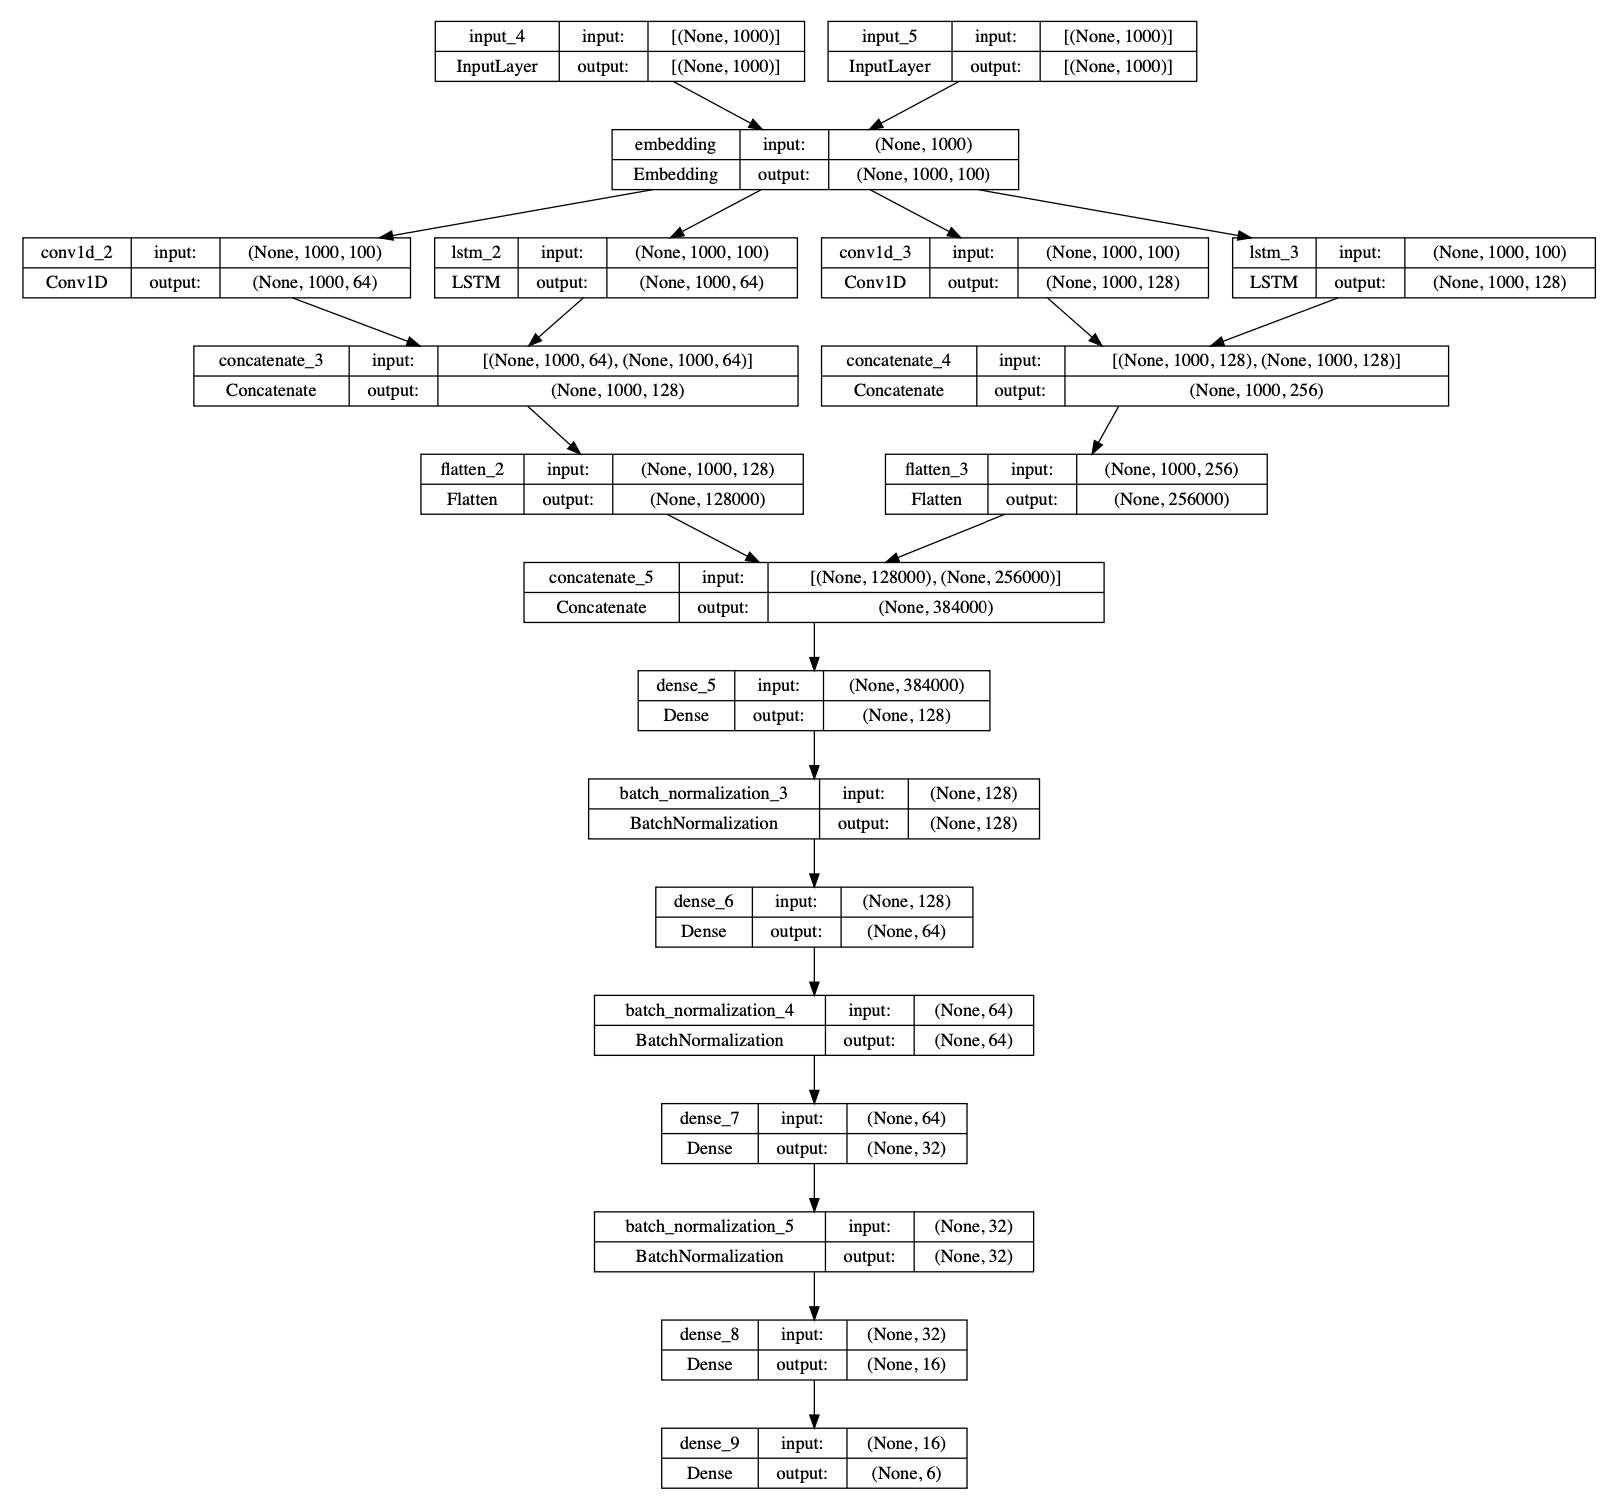 input_4 input: [(None, 1000)]
InputLayer output: [(None, 1000)]
input_5 input: [(None, 1000)]
InputLayer output: [(None, 1000)]
embedding input: (None, 1000)
Embedding output: (None, 1000, 100)
conv1d_2 input: (None, 1000, 100)
Conv1D output: (None, 1000, 64)
lstm_2 input: (None, 1000, 100)
LSTM output: (None, 1000, 64)
conv1d_3 input: (None, 1000, 100)
Conv1D output: (None, 1000, 128)
lstm_3 input: (None, 1000, 100)
LSTM output: (None, 1000, 128)
concatenate_3 input: [(None, 1000, 64), (None, 1000, 64)]
Concatenate output: (None, 1000, 128)
concatenate_4 input: [(None, 1000, 128), (None, 1000, 128)]
Concatenate output: (None, 1000, 256)
flatten_2 input: (None, 1000, 128)
Flatten output: (None, 128000)
flatten_3 input: (None, 1000, 256)
Flatten output: (None, 256000)
concatenate_5 input: [(None, 128000), (None, 256000)]
Concatenate output: (None, 384000)
dense_5 input: (None, 384000)
Dense output: (None, 128)
batch_normalization_3 input: (None, 128)
BatchNormalization output: (None, 128)
dense_6 input: (None, 128)
Dense output: (None, 64)
batch_normalization_4 input: (None, 64)
BatchNormalization output: (None, 64)
dense_7 input: (None, 64)
Dense output: (None, 32)
batch_normalization_5 input: (None, 32)
BatchNormalization output: (None, 32)
dense_8 input: (None, 32)
Dense output: (None, 16)
dense_9 input: (None, 16)
Dense output: (None, 6)